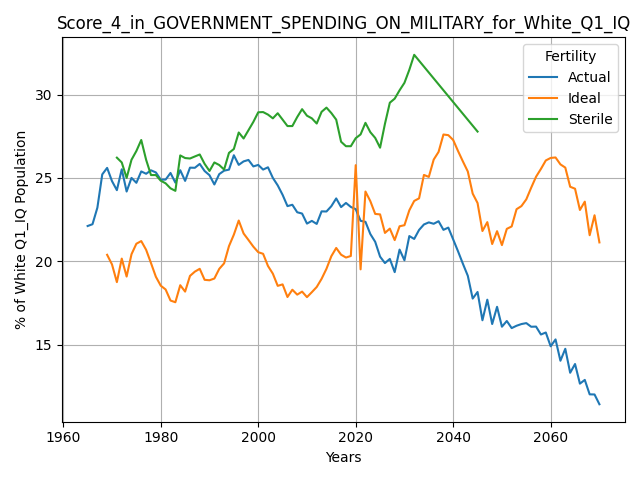 Score_4_in_GOVERNMENT_SPENDING_ON_MILITARY_for_White_Q1_IQ
% of White Q1_IQ Population
30
25
20
15
Fertility
Actual
Ideal
Sterile
1960 1980 2000 2020 2040 2060
Years